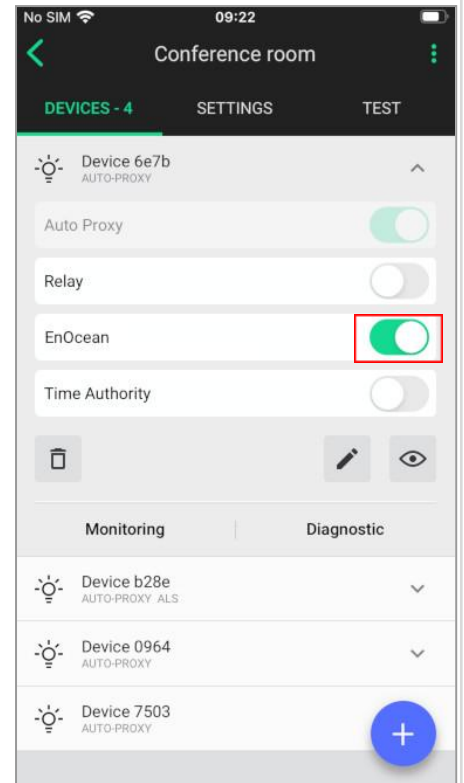 No SIM 09:22
Conference room
DEVICES - 4 SETTINGS TEST
Device 6e7b
AUTO-PROXY
Auto Proxy
Relay
EnOcean
Time Authority
Monitoring Diagnostic
Device b28e
AUTO-PROXY ALS
Device 0964
AUTO-PROXY
Device 7503
AUTO-PROXY